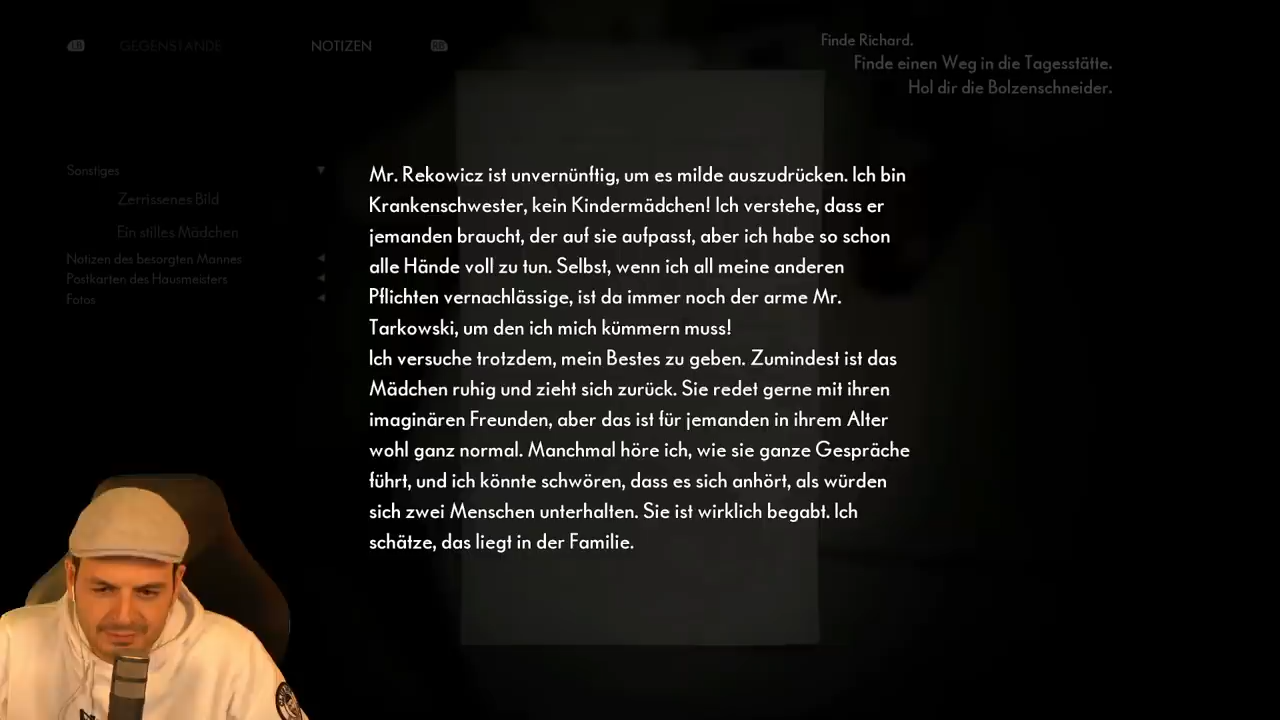 LB GEGENSTÄNDE NOTIZEN RB
Finde Richard.
Finde einen Weg in die Tagesstätte.
Hol dir die Bolzenschneider.
Sonstiges
Zerrissenes Bild
Ein stilles Mädchen
Notizen des besorgten Mannes
Postkarten des Hausmeisters
Fotos
Mr. Rekowicz ist unvernünftig, um es milde auszudrücken. Ich bin
Krankenschwester, kein Kindermädchen! Ich verstehe, dass er
jemanden braucht, der auf sie aufpasst, aber ich habe so schon
alle Hände voll zu tun. Selbst, wenn ich all meine anderen
Pflichten vernachlässige, ist da immer noch der arme Mr.
Tarkowski, um den ich mich kümmern muss!
Ich versuche trotzdem, mein Bestes zu geben. Zumindest ist das
Mädchen ruhig und zieht sich zurück. Sie redet gerne mit ihren
imaginären Freunden, aber das ist für jemanden in ihrem Alter
wohl ganz normal. Manchmal höre ich, wie sie ganze Gespräche
führt, und ich könnte schwören, dass es sich anhört, als würden
sich zwei Menschen unterhalten. Sie ist wirklich begabt. Ich
schätze, das liegt in der Familie.